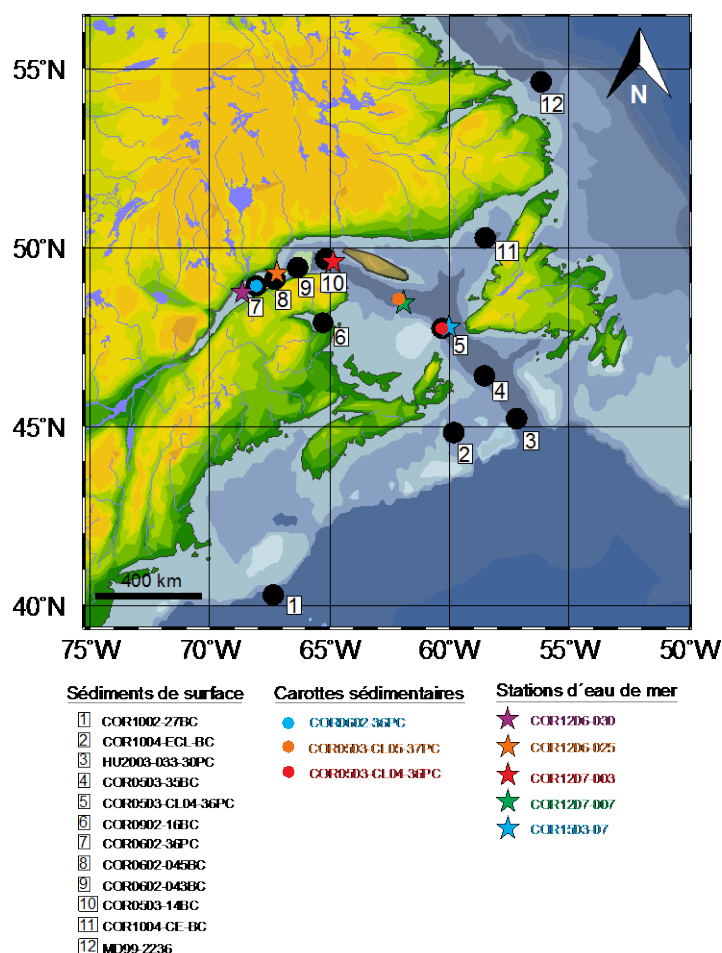 55°N
12
N
50°N
11
10
9
8
7
6
5
4
45°N
3
2
400 km
1
40°N
75°W 70°W 65°W 60°W 55°W 50°W
Sédiments de surface
1 COR1002-27BC
2 COR1004-ECL-BC
3 HU2003-033-30PC
4 COR0503-35BC
5 COR0503-CL04-36PC
6 COR0902-16BC
7 COR0602-36PC
8 COR0602-045BC
9 COR0602-043BC
10 COR0503-14BC
11 COR1004-CE-BC
12 MD99-2236
Carottes sédimentaires
COR0602-36PC
COR0503-CL05-37PC
COR0503-CL04-36PC
Stations d´eau de mer
COR1206-030
COR1206-025
COR1207-003
COR1207-007
COR1503-07